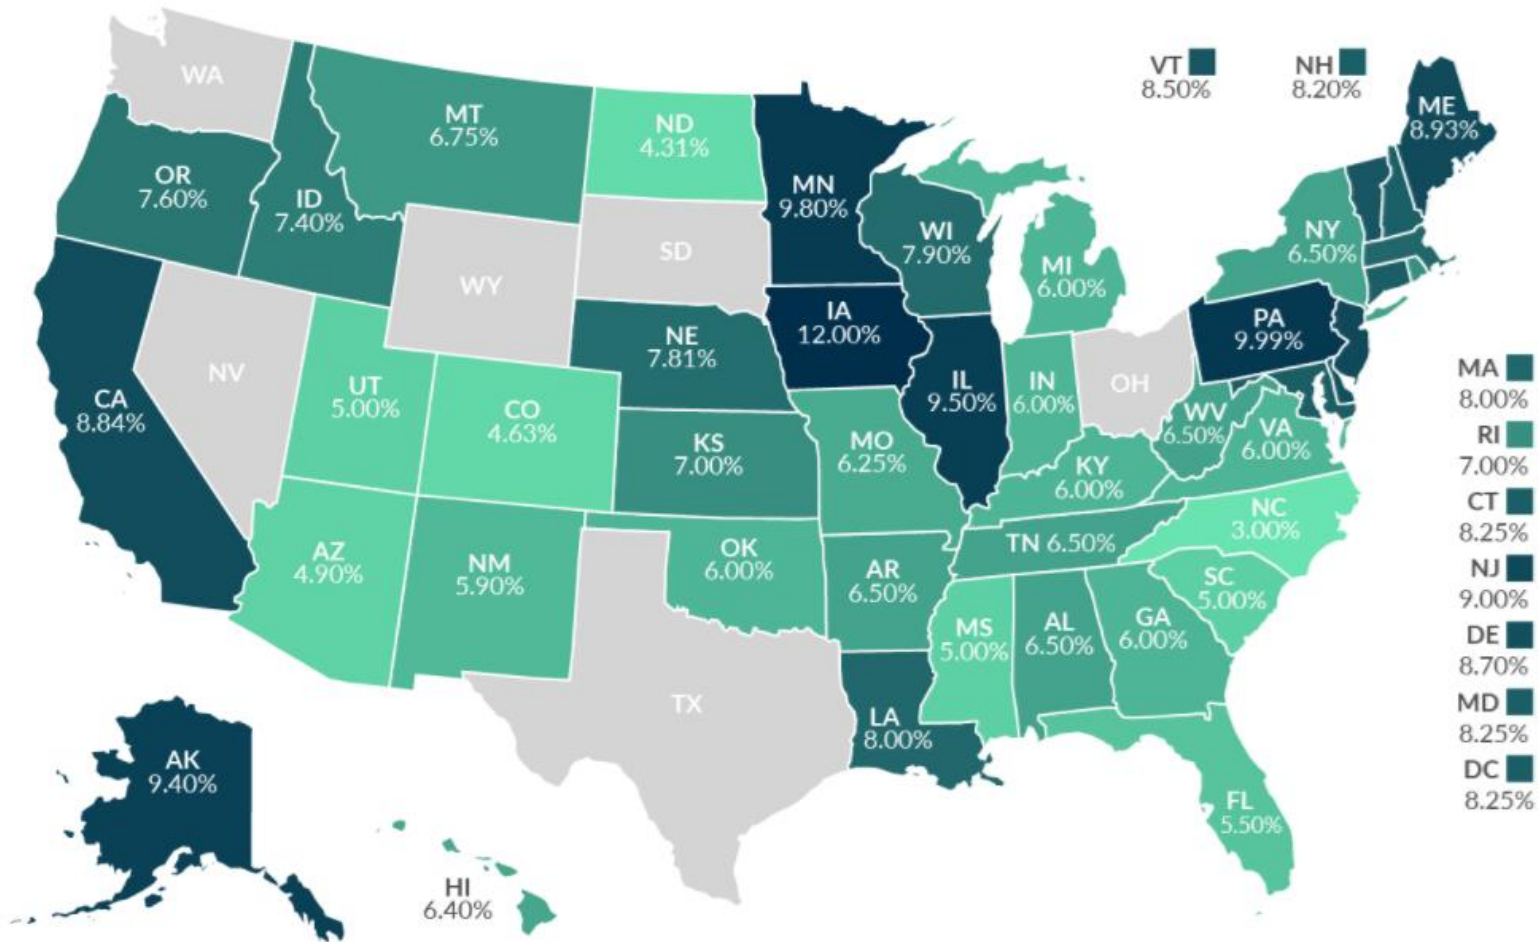 WA
VT
8.50%
NH
8.20%
ME
8.93%
MT
6.75%
ND
4.31%
OR
7.60%
ID
7.40%
MN
9.80%
WI
7.90%
NY
6.50%
SD
WY
MI
6.00%
IA
12.00%
PA
9.99%
NE
7.81%
NV
UT
5.00%
CO
4.63%
IL
9.50%
IN
6.00%
OH
CA
8.84%
WV
6.50%
VA
6.00%
KS
7.00%
MO
6.25%
KY
6.00%
MA
8.00%
RI
7.00%
CT
8.25%
NJ
9.00%
DE
8.70%
MD
8.25%
DC
8.25%
NC
3.00%
TN 6.50%
AZ
4.90%
NM
5.90%
OK
6.00%
AR
6.50%
SC
5.00%
MS
5.00%
AL
6.50%
GA
6.00%
TX
LA
8.00%
AK
9.40%
FL
5.50%
HI
6.40%